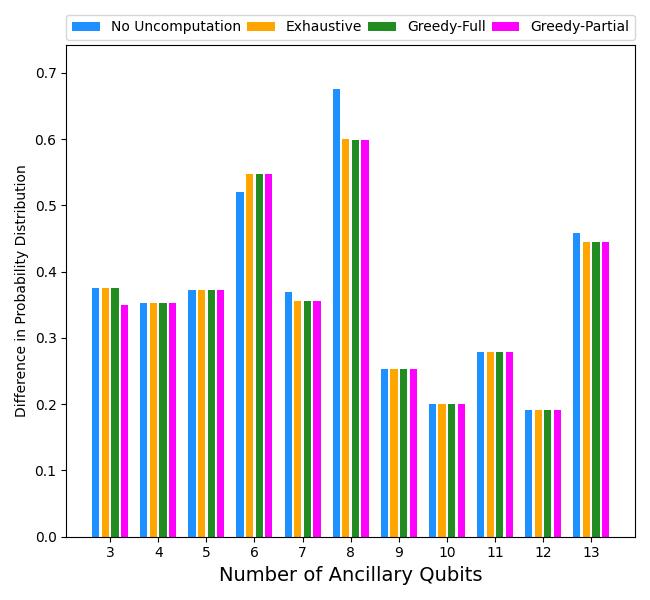 No Uncomputation Exhaustive Greedy-Full Greedy-Partial
0.7
0.6
0.5
0.4
0.3
0.2
0.1
0.0
Difference in Probability Distribution
3 4 5 6 7 8 9 10 11 12 13
Number of Ancillary Qubits